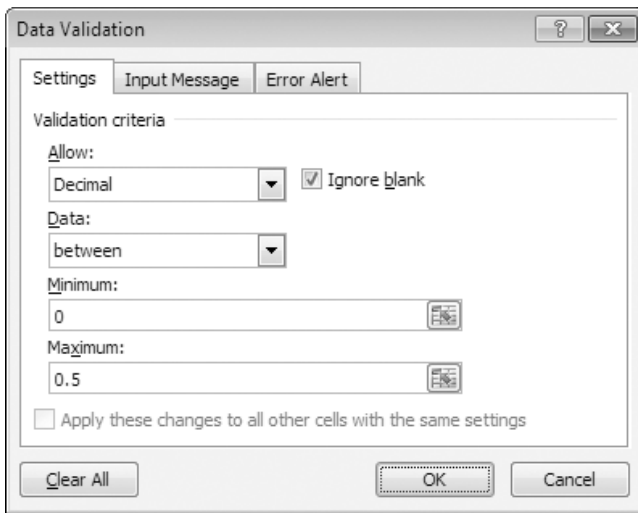 Data Validation
Settings Input Message Error Alert
Validation criteria
Allow:
Decimal Ignore blank
Data:
between
Minimum:
0
Maximum:
0.5
Apply these changes to all other cells with the same settings
Clear All OK Cancel